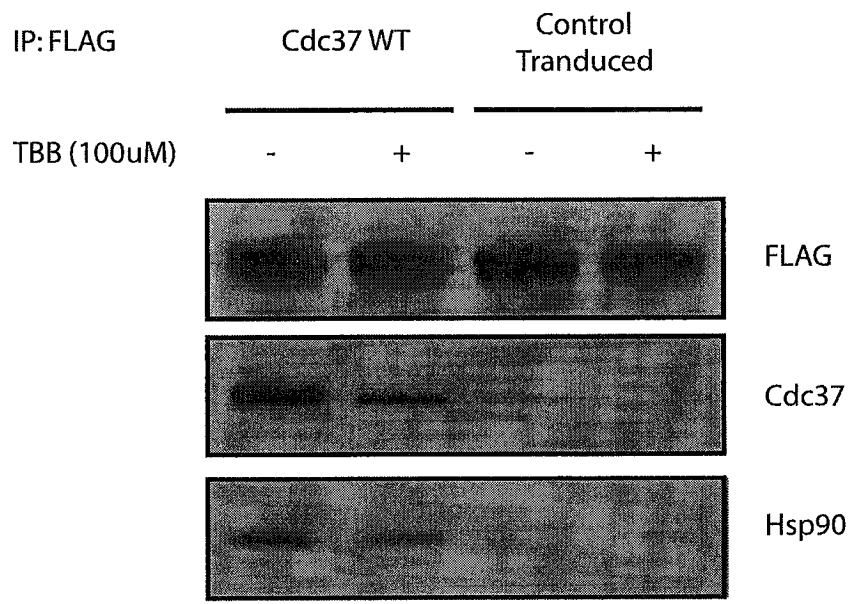 IP: FLAG
Cdc37 WT
Control
Tranduced
TBB (100uM)
- + - +
FLAG
Cdc37
Hsp90